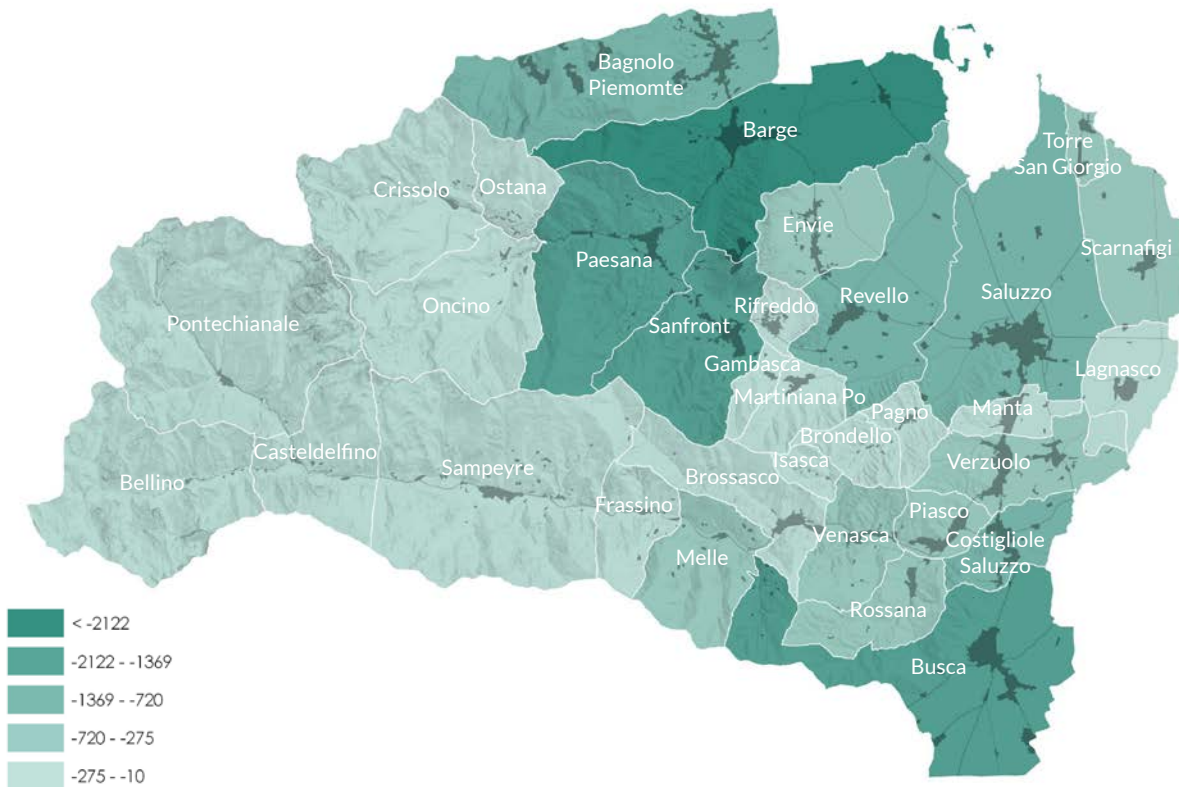 Bagnolo
Piemomte
Barge
Torre
San Giorgio
Crissolo
Ostana
Envie
Scarnafigi
Paesana
Pontechianale
Oncino
Rifreddo
Revello
Saluzzo
Sanfront
Gambasca
Lagnasco
Martiniana Po
Pagno
Manta
Brondello
Casteldelfino
Isasca
Sampeyre
Brossasco
Verzuolo
Bellino
Frassino
Piasco
Venasca
Costigliole
Saluzzo
Melle
Rossana
Busca
< -2122
-2122 - -1369
-1369 - -720
-720 - -275
-275 - -10